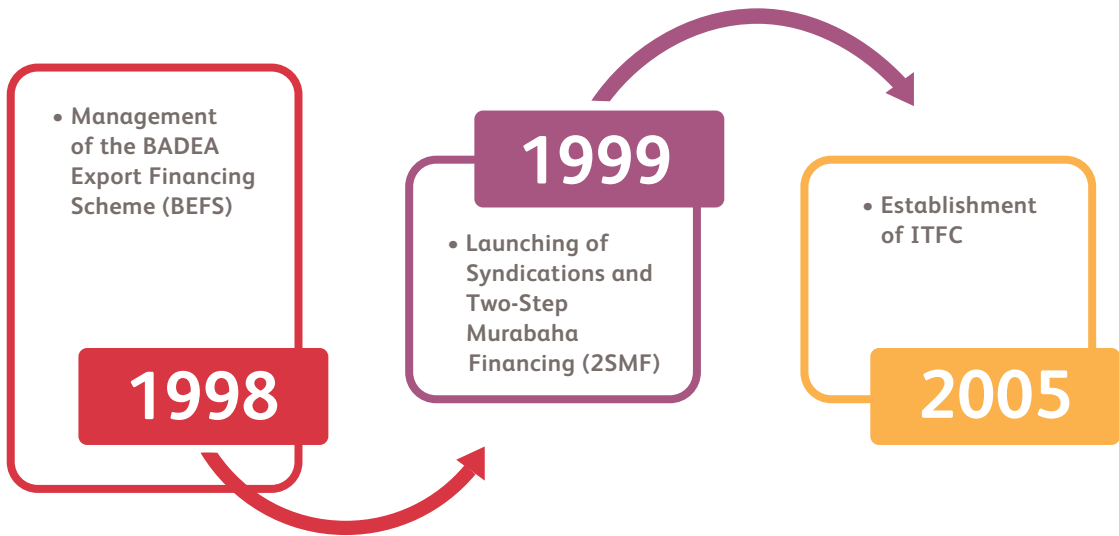 • Management
of the BADEA
Export Financing
Scheme (BEFS)
1998
1999
• Launching of
Syndications and
Two-Step
Murabaha
Financing (2SMF)
• Establishment
of ITFC
2005